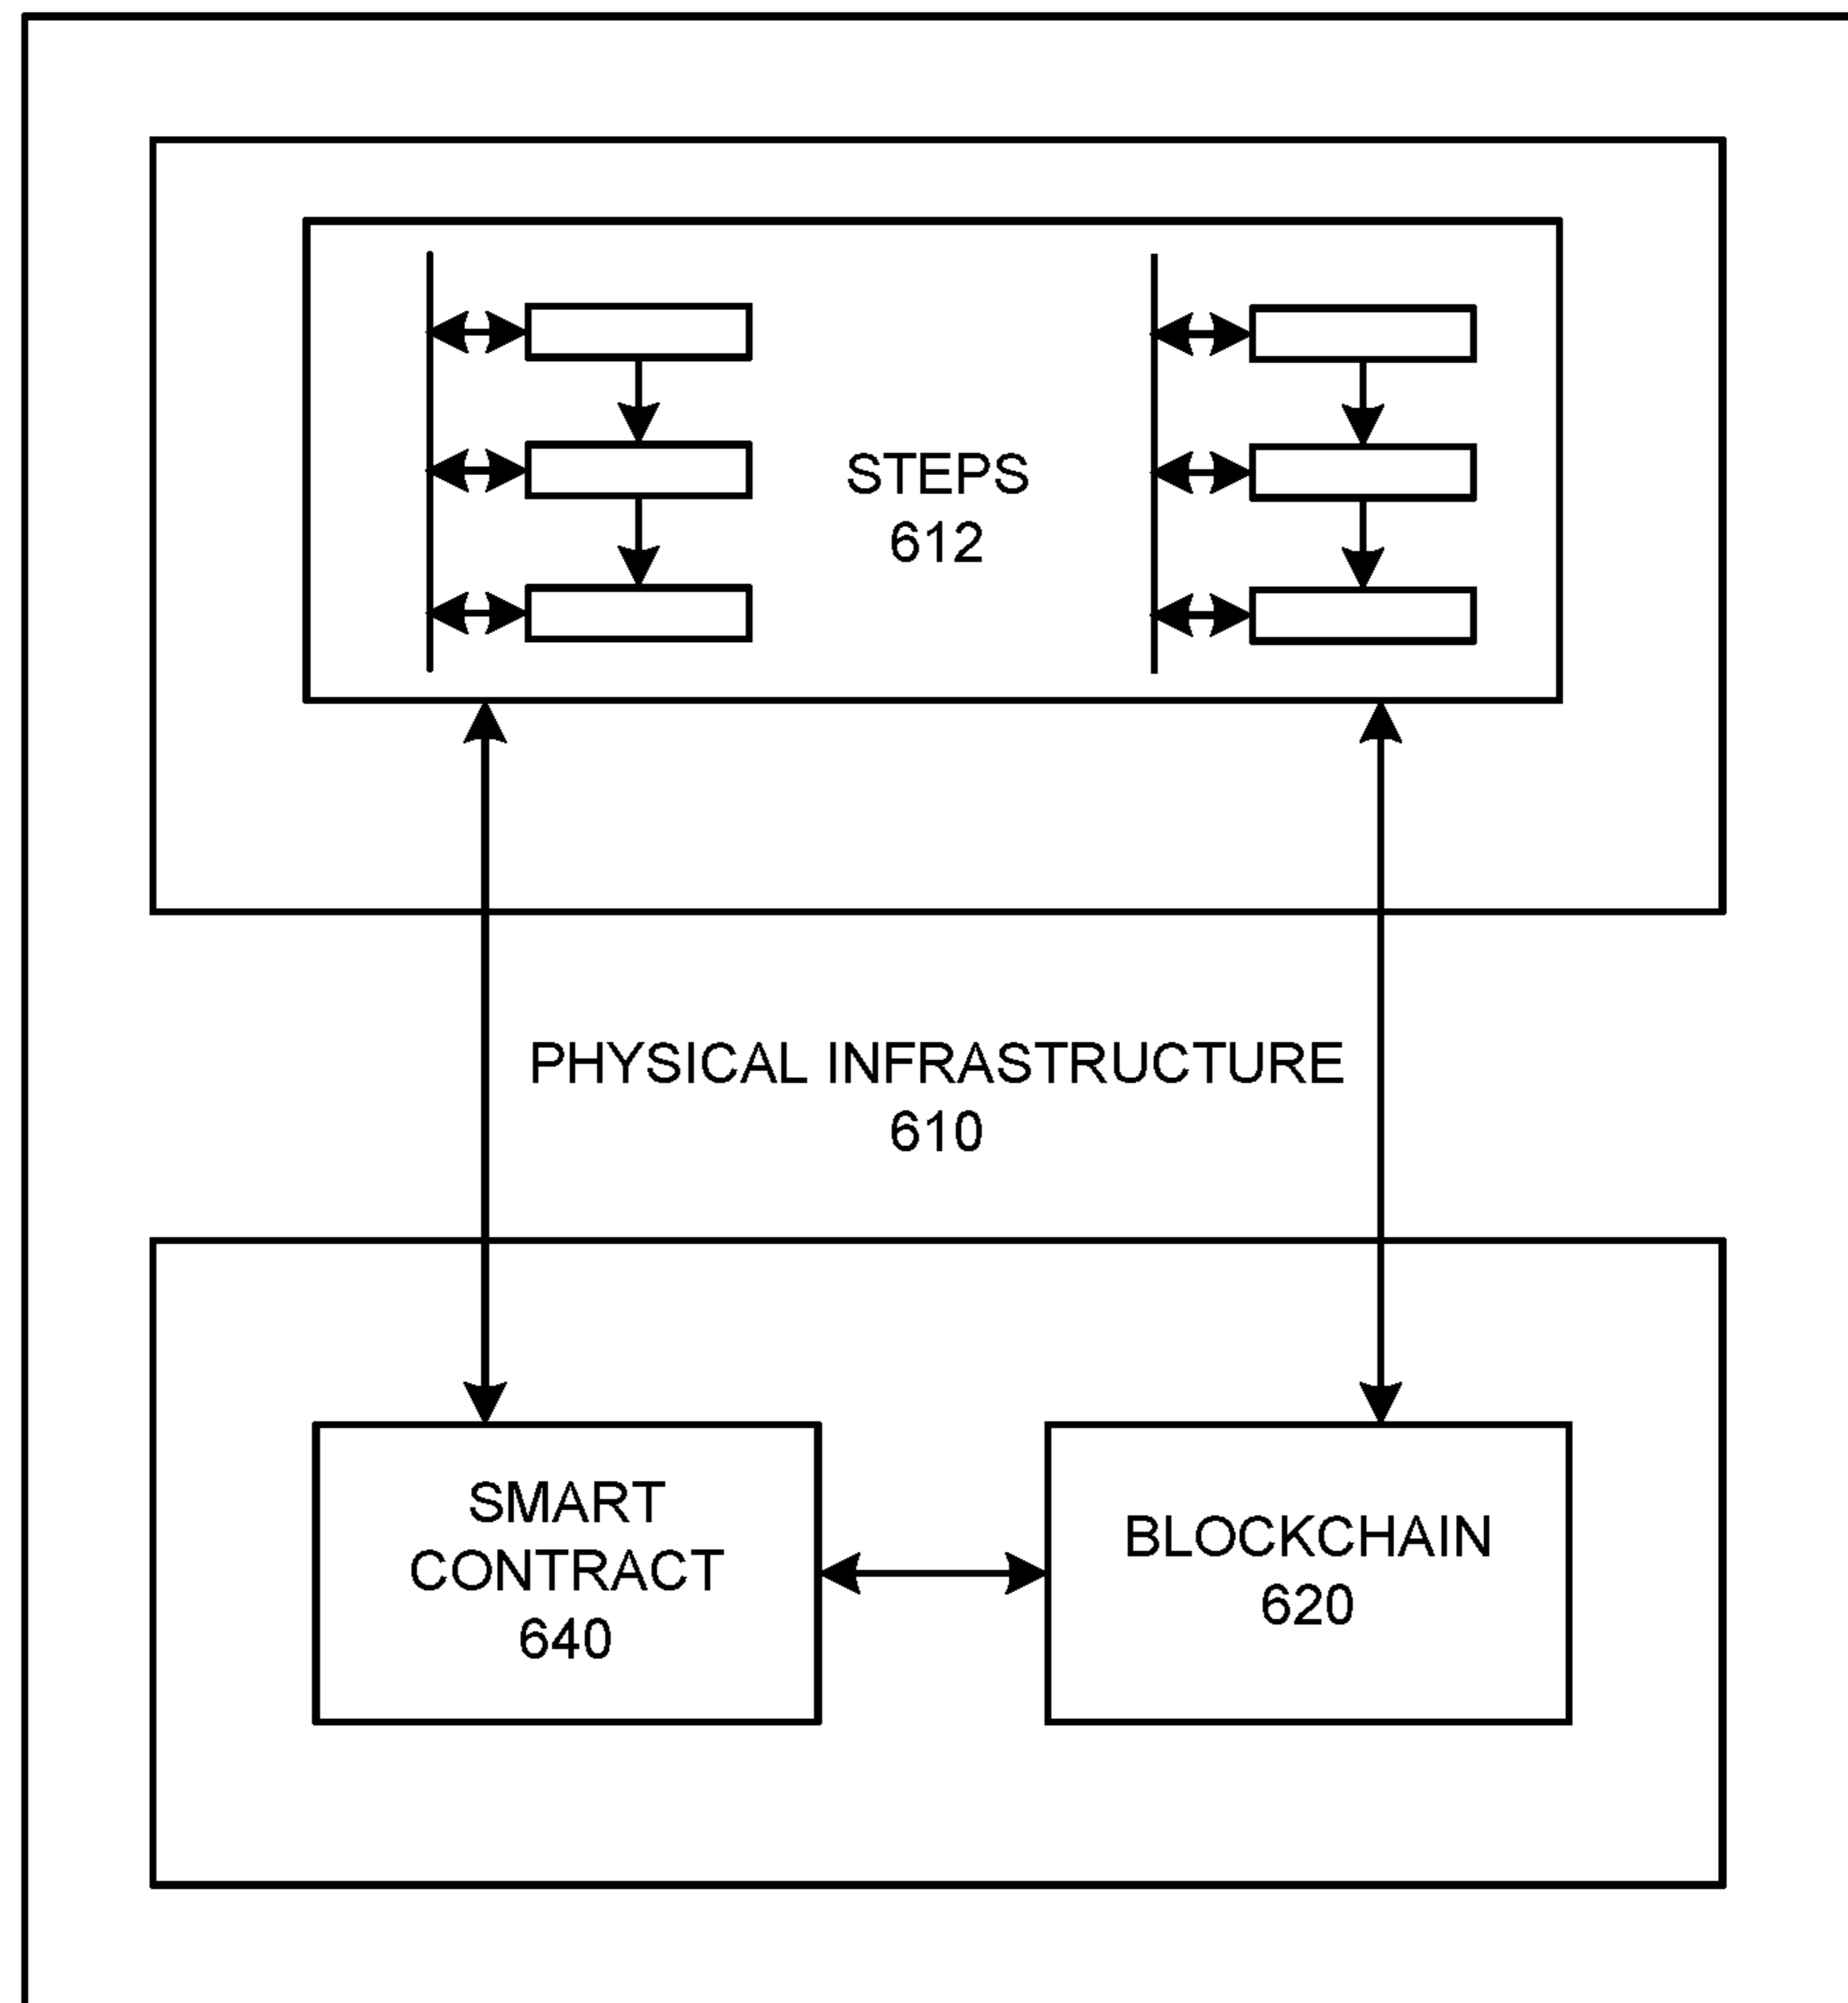 STEPS
612
PHYSICAL INFRASTRUCTURE
610
SMART
CONTRACT
640
BLOCKCHAIN
620